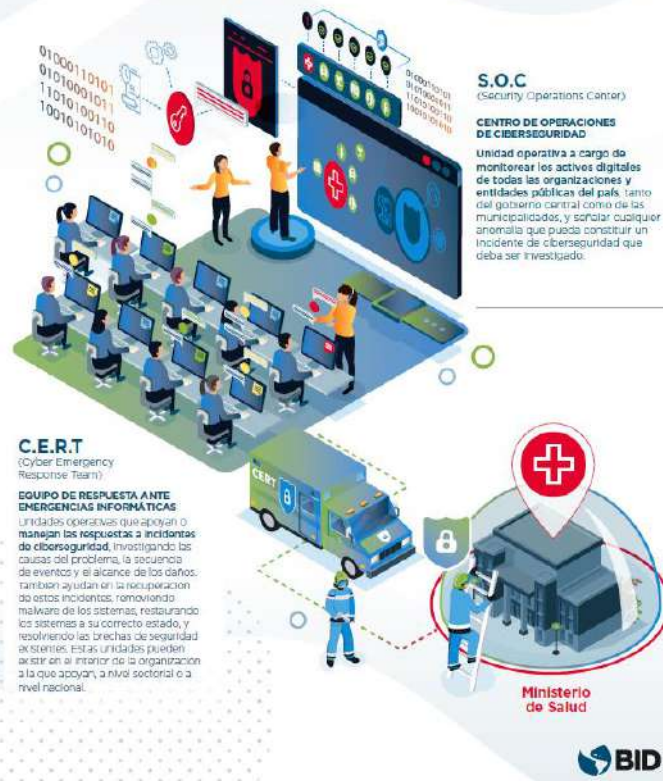 01000110101
01010001011
11010100110
10010101010
S.O.C
(Security Operations Center)
CENTRO DE OPERACIONES
DE CIBERSEGURIDAD
Unidad operativa a cargo de
monitorear los activos digitales
de todas las organizaciones y
entidades públicas del país, tanto
del gobierno central como de las
municipalidades, y señalar cualquier
anomalía que pueda constituir un
incidente de ciberseguridad que
deba ser investigado.
C.E.R.T
(Cyber Emergency
Response Team)
EQUIPO DE RESPUESTA ANTE
EMERGENCIAS INFORMÁTICAS
Unidades operativas que apoyan o
manejan las respuestas a incidentes
de ciberseguridad, investigando las
causas del problema, la secuencia
de eventos y el alcance de los daños.
También ayudan en la recuperación
de estos incidentes, removiendo
malware de los sistemas, restaurando
los sistemas a su correcto estado, y
resolviendo las brechas de seguridad
existentes. Estas unidades pueden
existir en el interior de la organización
a la que apoyan, a nivel sectorial o a
nivel nacional.
CERT
Ministerio
de Salud
BID